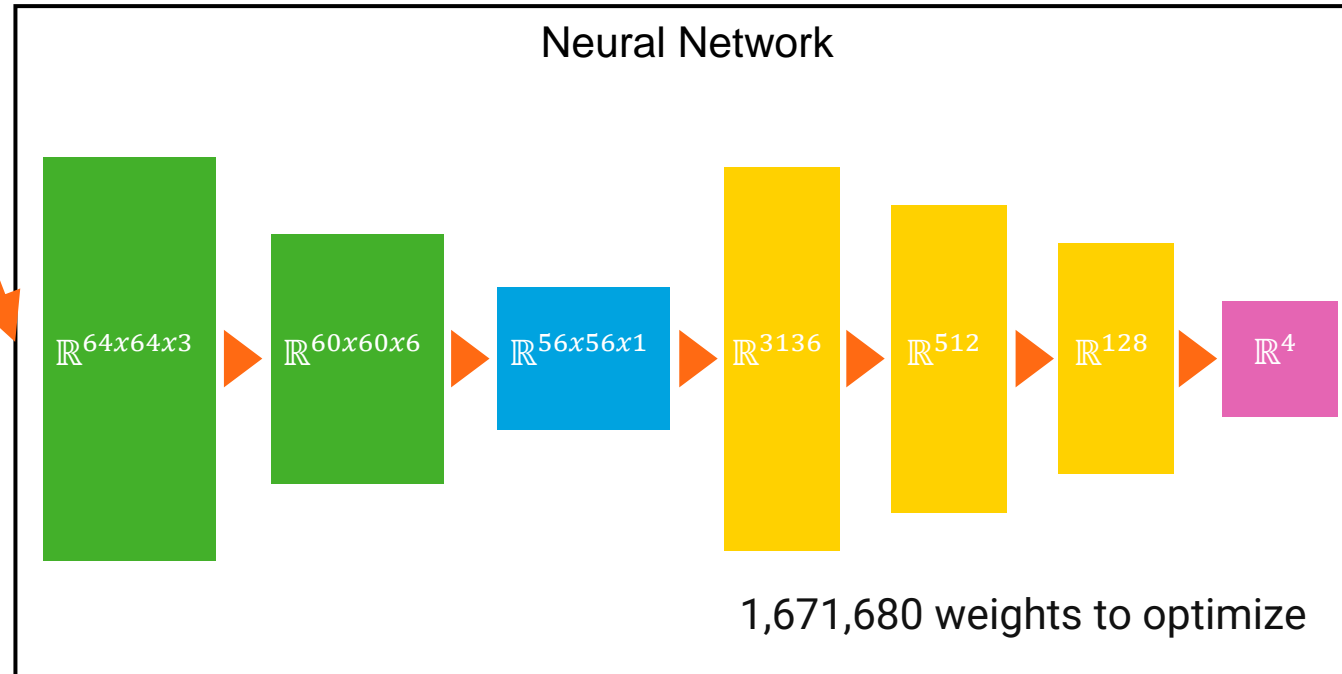 Neural Network
ℝ^{64x64x3} ℝ^{60x60x6} ℝ^{56x56x1} ℝ^{3136} ℝ^{512} ℝ^{128} ℝ^{4}
1,671,680 weights to optimize